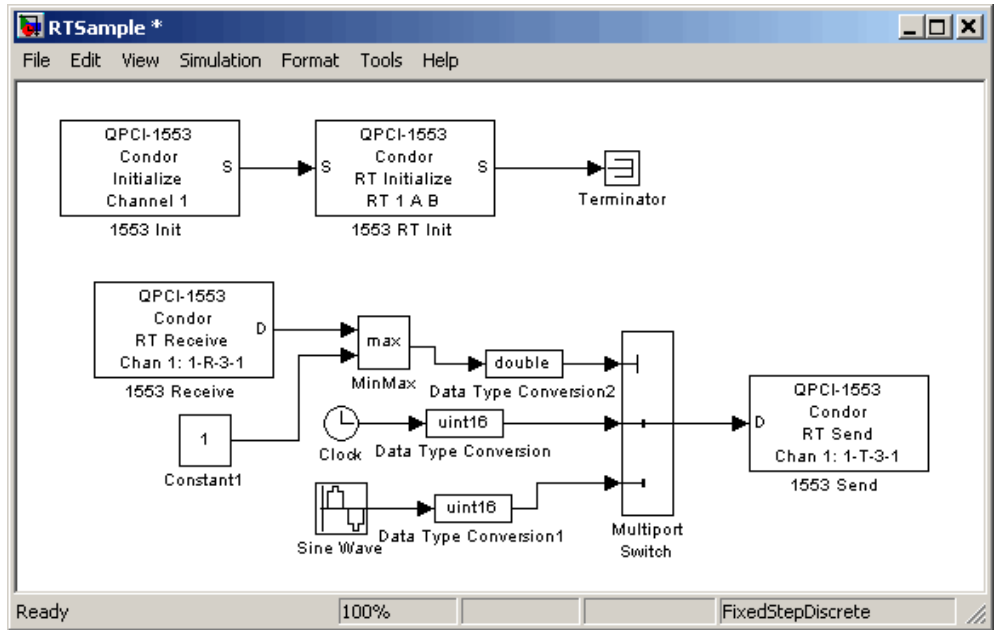 RTSample *
File Edit View Simulation Format Tools Help
QPCI-1553
Condor
Initialize
Channel 1
S
1553 Init
S
QPCI-1553
Condor
RT Initialize
RT 1 A B
S
1553 RT Init
Terminator
QPCI-1553
Condor
RT Receive
Chan 1: 1-R-3-1
D
1553 Receive
max
MinMax
double
Data Type Conversion2
1
Constant1
Clock
uint16
Data Type Conversion
Sine Wave
uint16
Data Type Conversion1
Multiport
Switch
D
QPCI-1553
Condor
RT Send
Chan 1: 1-T-3-1
1553 Send
Ready 100% FixedStepDiscrete